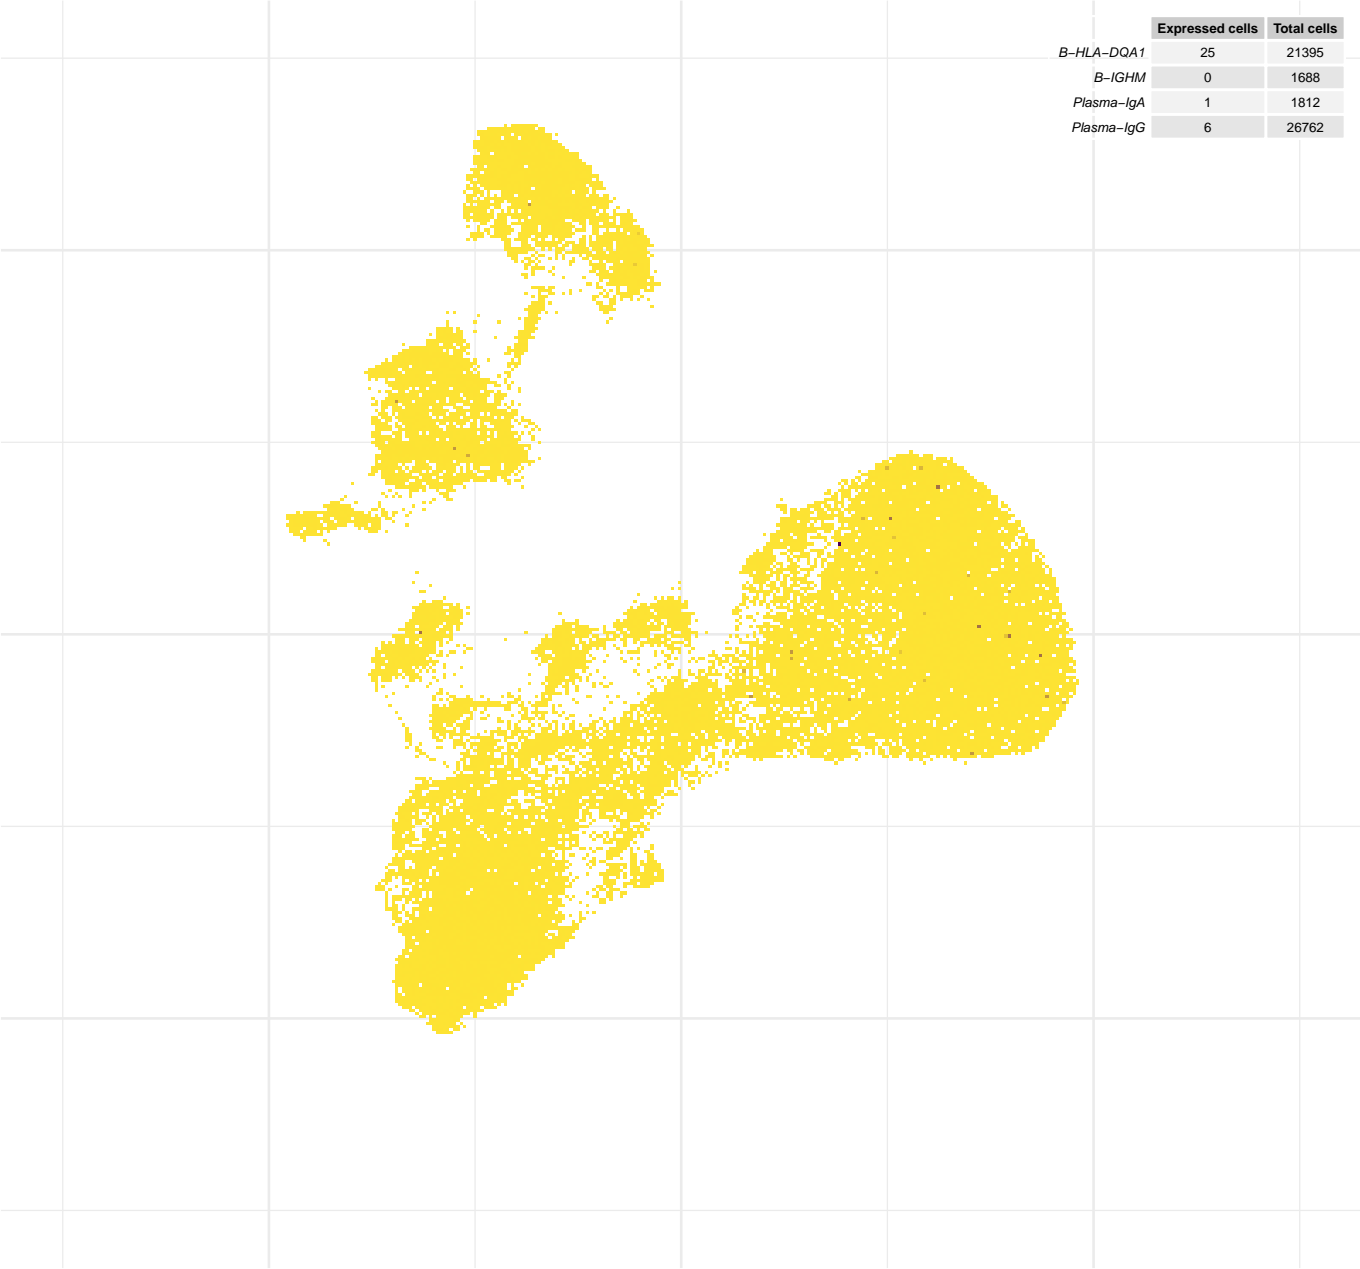 Expressed cells Total cells
B−HLA−DQA1 25 21395
B−IGHM 0 1688
Plasma−IgA 1 1812
Plasma−IgG 6 26762